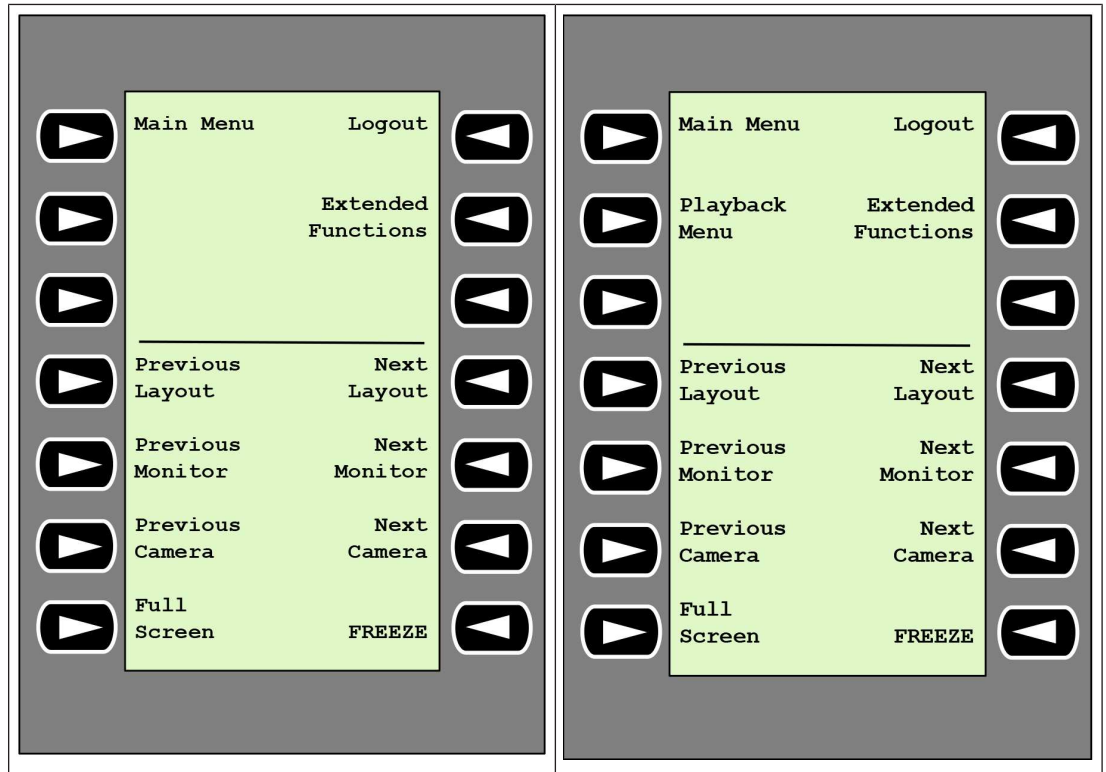 Main Menu Logout
Extended
Functions
Previous Next
Layout Layout
Previous Next
Monitor Monitor
Previous Next
Camera Camera
Full
Screen FREEZE
Main Menu Logout
Playback Extended
Menu Functions
Previous Next
Layout Layout
Previous Next
Monitor Monitor
Previous Next
Camera Camera
Full
Screen FREEZE